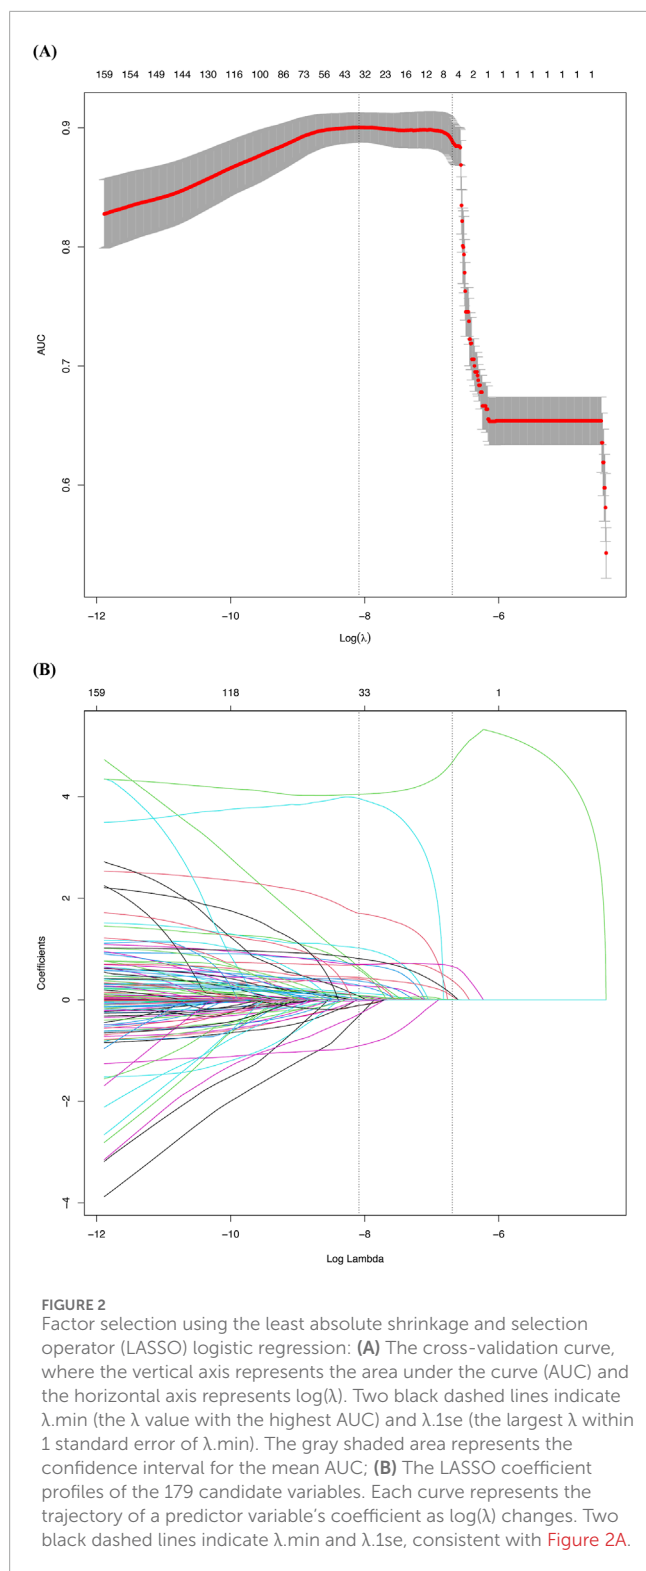 (A)
159 154 149 144 130 116 100 86 73 56 43 32 23 16 12 8 4 2 1 1 1 1 1 1 1 1
0.9
0.8
0.7
0.6
AUC
−12 −10 −8 −6
Log(λ)
(B)
159 118 33 1
4
2
0
−2
−4
Coefficients
−12 −10 −8 −6
Log Lambda
FIGURE 2
Factor selection using the least absolute shrinkage and selection
operator (LASSO) logistic regression: (A) The cross-validation curve,
where the vertical axis represents the area under the curve (AUC) and
the horizontal axis represents log(λ). Two black dashed lines indicate
λ.min (the λ value with the highest AUC) and λ.1se (the largest λ within
1 standard error of λ.min). The gray shaded area represents the
confidence interval for the mean AUC; (B) The LASSO coefficient
profiles of the 179 candidate variables. Each curve represents the
trajectory of a predictor variable’s coefficient as log(λ) changes. Two
black dashed lines indicate λ.min and λ.1se, consistent with Figure 2A.